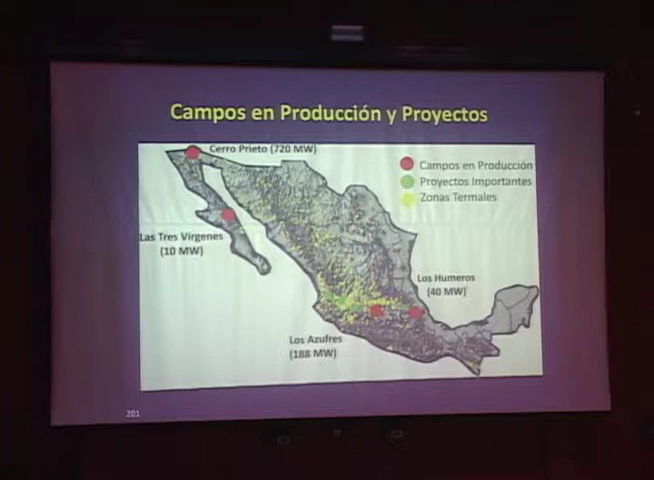 Campos en Producción y Proyectos
Cerro Prieto (720 MW)
Campos en Producción
Proyectos Importantes
Zonas Termales
Las Tres Vírgenes
(10 MW)
Los Humeros
(40 MW)
Los Azufres
(188 MW)
201